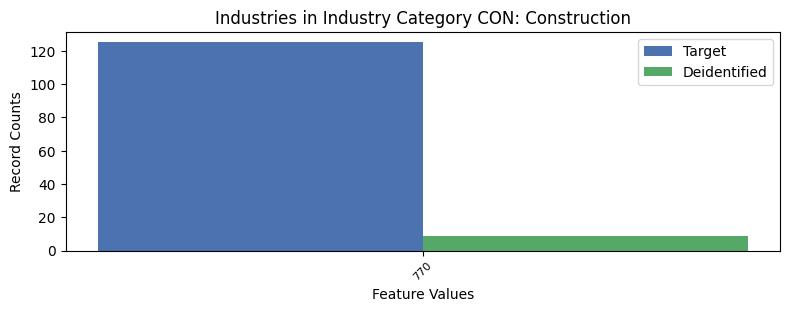 Industries in Industry Category CON: Construction
Target
Deidentified
Record Counts
120
100
80
60
40
20
0
770
Feature Values